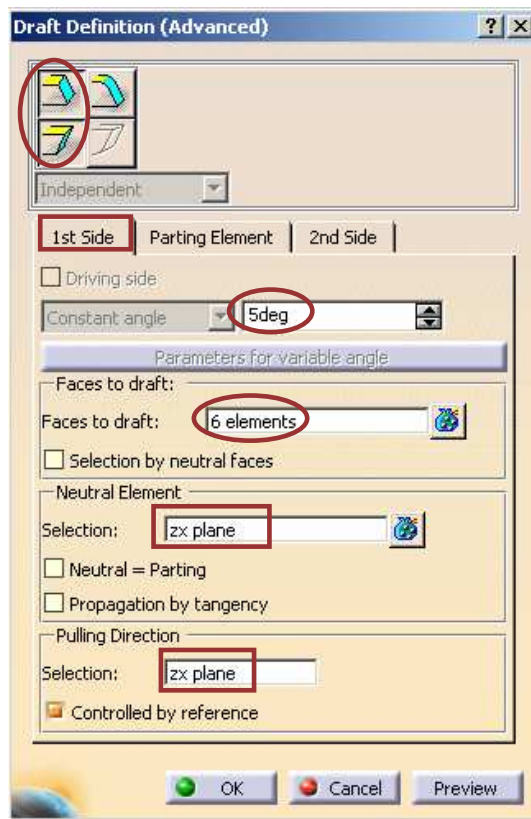 Draft Definition (Advanced)
Independent
1st Side Parting Element 2nd Side
Driving side
Constant angle 5deg
Parameters for variable angle
Faces to draft:
Faces to draft: 6 elements
Selection by neutral faces
Neutral Element
Selection: zx plane
Neutral = Parting
Propagation by tangency
Pulling Direction
Selection: zx plane
Controlled by reference
OK Cancel Preview